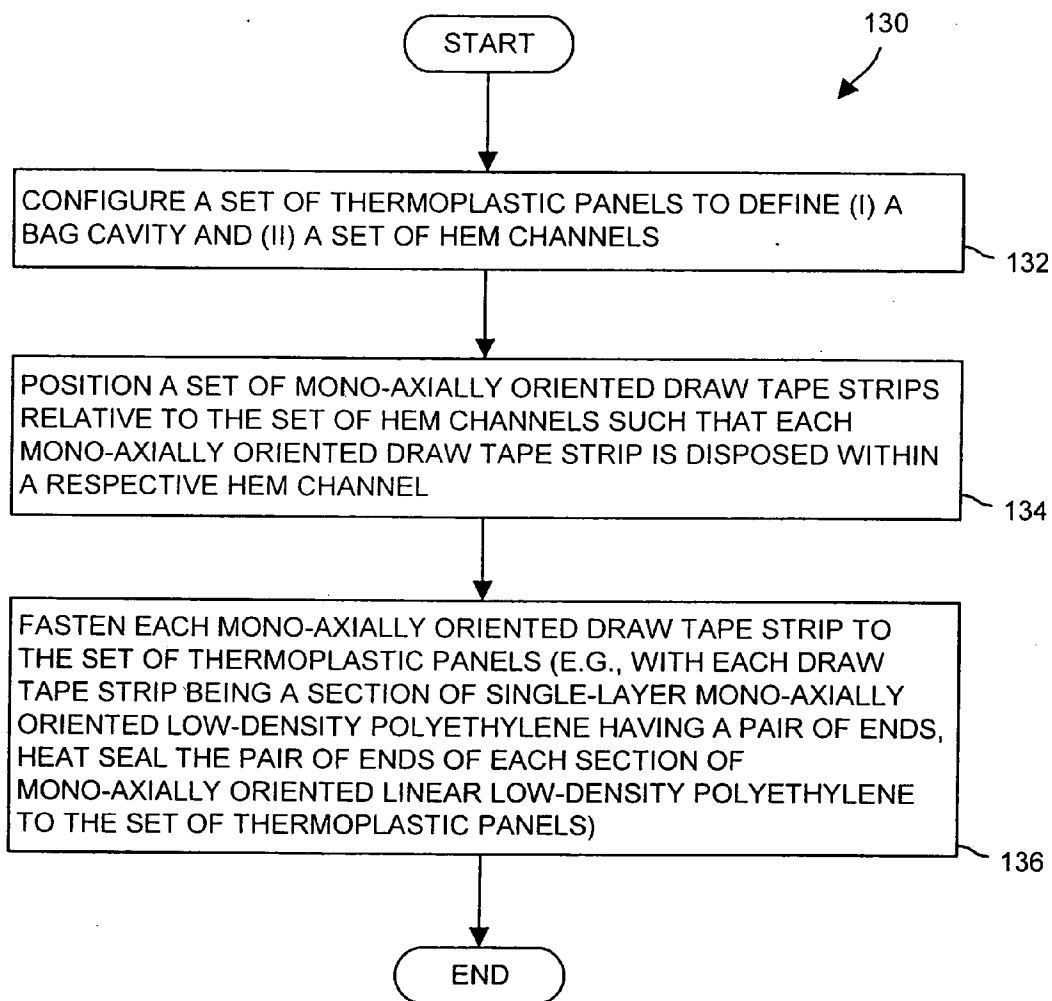 START
130
CONFIGURE A SET OF THERMOPLASTIC PANELS TO DEFINE (I) A
BAG CAVITY AND (II) A SET OF HEM CHANNELS
132
POSITION A SET OF MONO-AXIALLY ORIENTED DRAW TAPE STRIPS
RELATIVE TO THE SET OF HEM CHANNELS SUCH THAT EACH
MONO-AXIALLY ORIENTED DRAW TAPE STRIP IS DISPOSED WITHIN
A RESPECTIVE HEM CHANNEL
134
FASTEN EACH MONO-AXIALLY ORIENTED DRAW TAPE STRIP TO
THE SET OF THERMOPLASTIC PANELS (E.G., WITH EACH DRAW
TAPE STRIP BEING A SECTION OF SINGLE-LAYER MONO-AXIALLY
ORIENTED LOW-DENSITY POLYETHYLENE HAVING A PAIR OF ENDS,
HEAT SEAL THE PAIR OF ENDS OF EACH SECTION OF
MONO-AXIALLY ORIENTED LINEAR LOW-DENSITY POLYETHYLENE
TO THE SET OF THERMOPLASTIC PANELS)
136
END